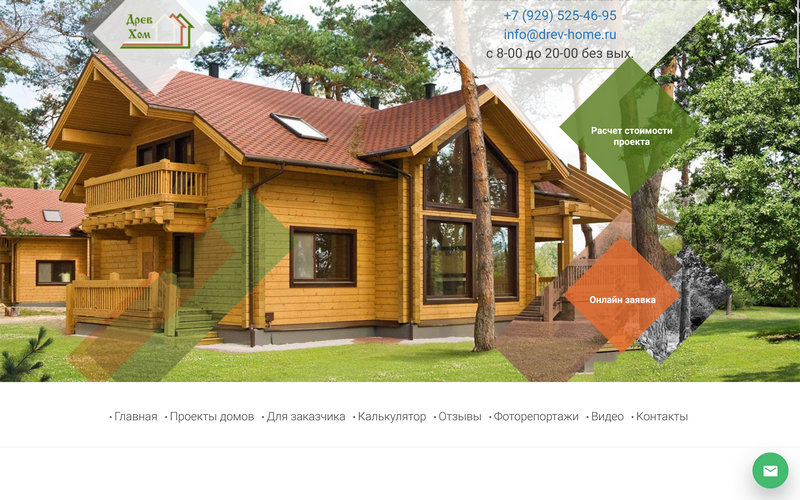 Древ
Хом
+7 (929) 525-46-95
info@drev-home.ru
с 8-00 до 20-00 без вых.
Расчет стоимости
проекта
Онлайн заявка
• Главная • Проекты домов • Для заказчика • Калькулятор • Отзывы • Фоторепортажи • Видео • Контакты